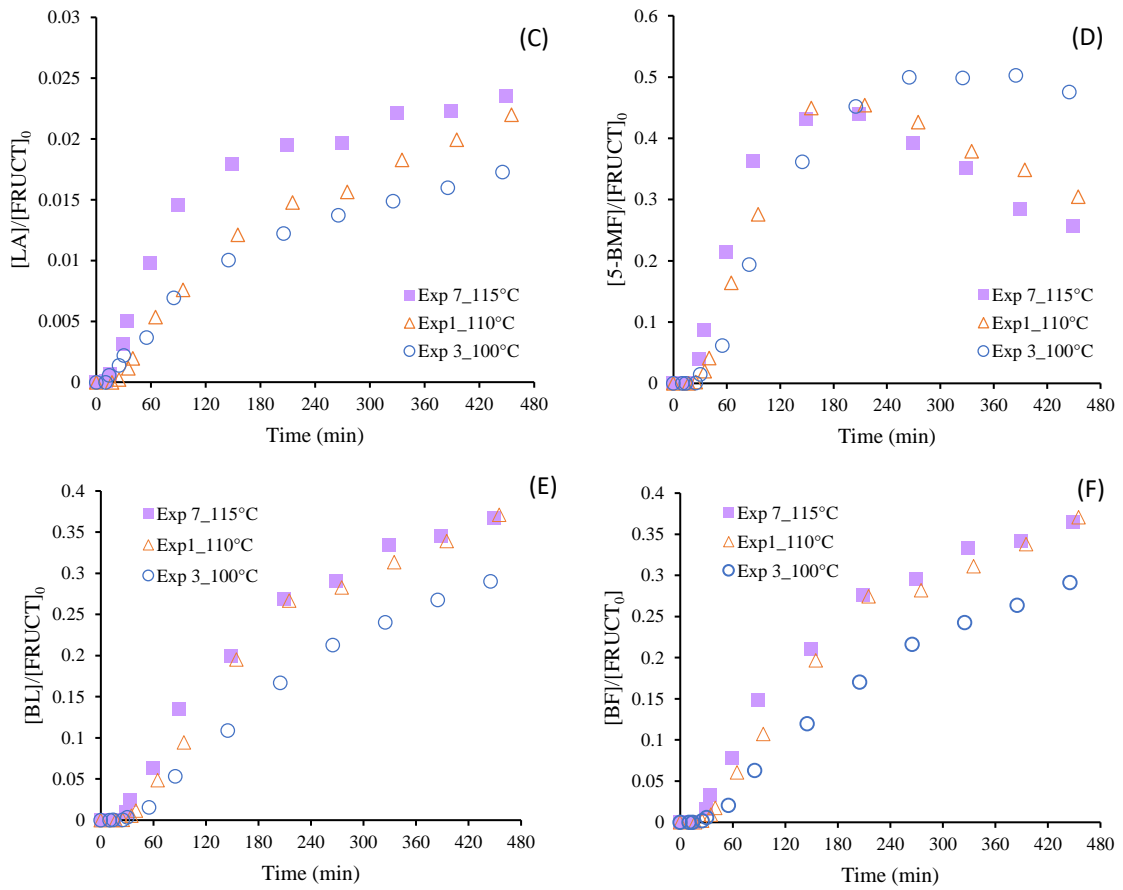 (C)
[LA]/[FRUCT]₀
0.03
0.025
0.02
0.015
0.01
0.005
0
0 60 120 180 240 300 360 420 480
Time (min)
Exp 7_115°C
Exp1_110°C
Exp 3_100°C
(D)
[5-BMF]/[FRUCT]₀
0.6
0.5
0.4
0.3
0.2
0.1
0
0 60 120 180 240 300 360 420 480
Time (min)
Exp 7_115°C
Exp1_110°C
Exp 3_100°C
(E)
[BL]/[FRUCT]₀
0.4
0.35
0.3
0.25
0.2
0.15
0.1
0.05
0
0 60 120 180 240 300 360 420 480
Time (min)
Exp 7_115°C
Exp1_110°C
Exp 3_100°C
(F)
[BF]/[FRUCT₀]
0.4
0.35
0.3
0.25
0.2
0.15
0.1
0.05
0
0 60 120 180 240 300 360 420 480
Time (min)
Exp 7_115°C
Exp1_110°C
Exp 3_100°C